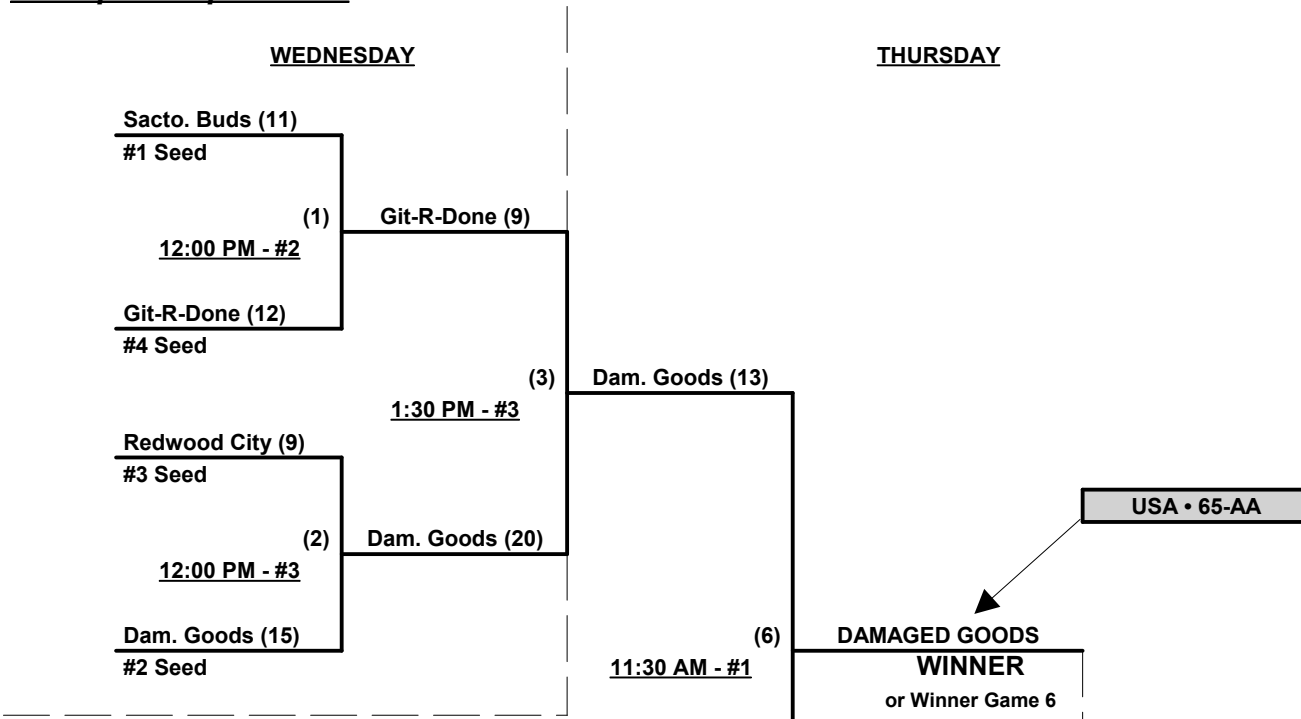 WEDNESDAY
THURSDAY
Sacto. Buds (11)
#1 Seed
(1)
Git-R-Done (9)
12:00 PM - #2
Git-R-Done (12)
#4 Seed
(3)
Dam. Goods (13)
1:30 PM - #3
Redwood City (9)
#3 Seed
USA • 65-AA
(2)
Dam. Goods (20)
12:00 PM - #3
Dam. Goods (15)
#2 Seed
(6)
DAMAGED GOODS
11:30 AM - #1
WINNER
or Winner Game 6